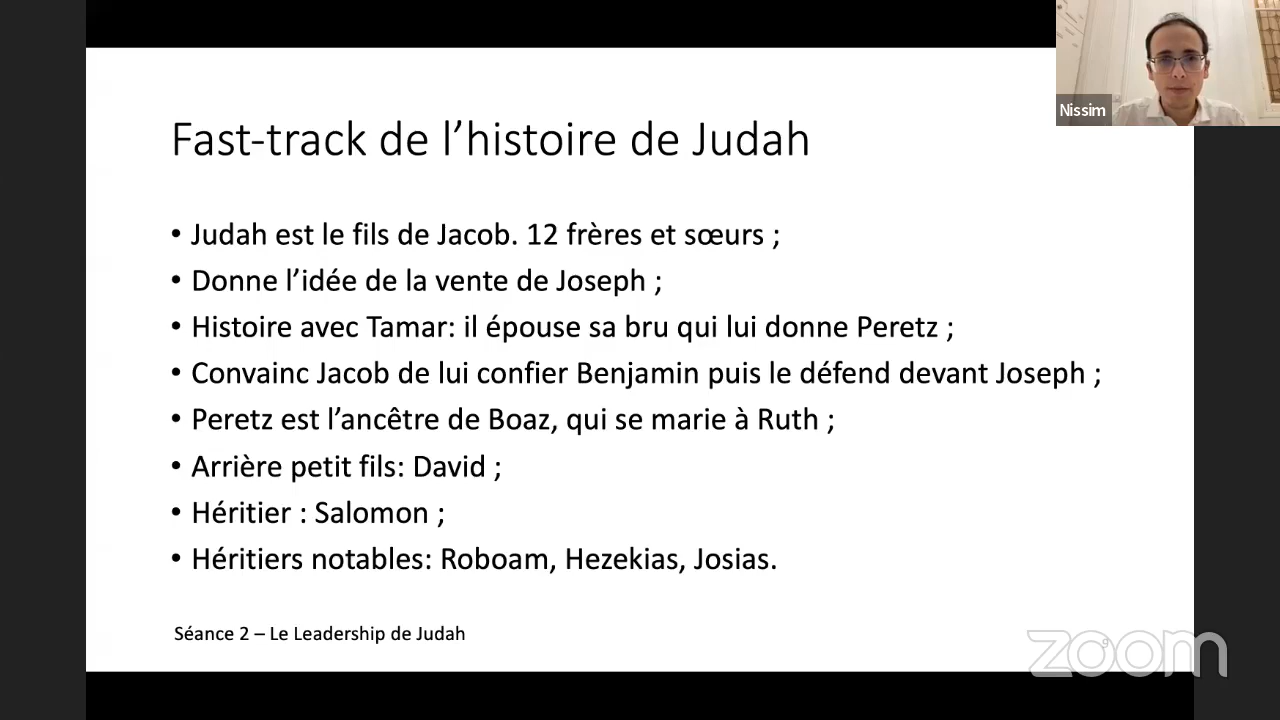 Fast-track de l’histoire de Judah
• Judah est le fils de Jacob. 12 frères et sœurs ;
• Donne l’idée de la vente de Joseph ;
• Histoire avec Tamar: il épouse sa bru qui lui donne Peretz ;
• Convainc Jacob de lui confier Benjamin puis le défend devant Joseph ;
• Peretz est l’ancêtre de Boaz, qui se marie à Ruth ;
• Arrière petit fils: David ;
• Héritier : Salomon ;
• Héritiers notables: Roboam, Hezekias, Josias.
Séance 2 – Le Leadership de Judah
Nissim
zoom